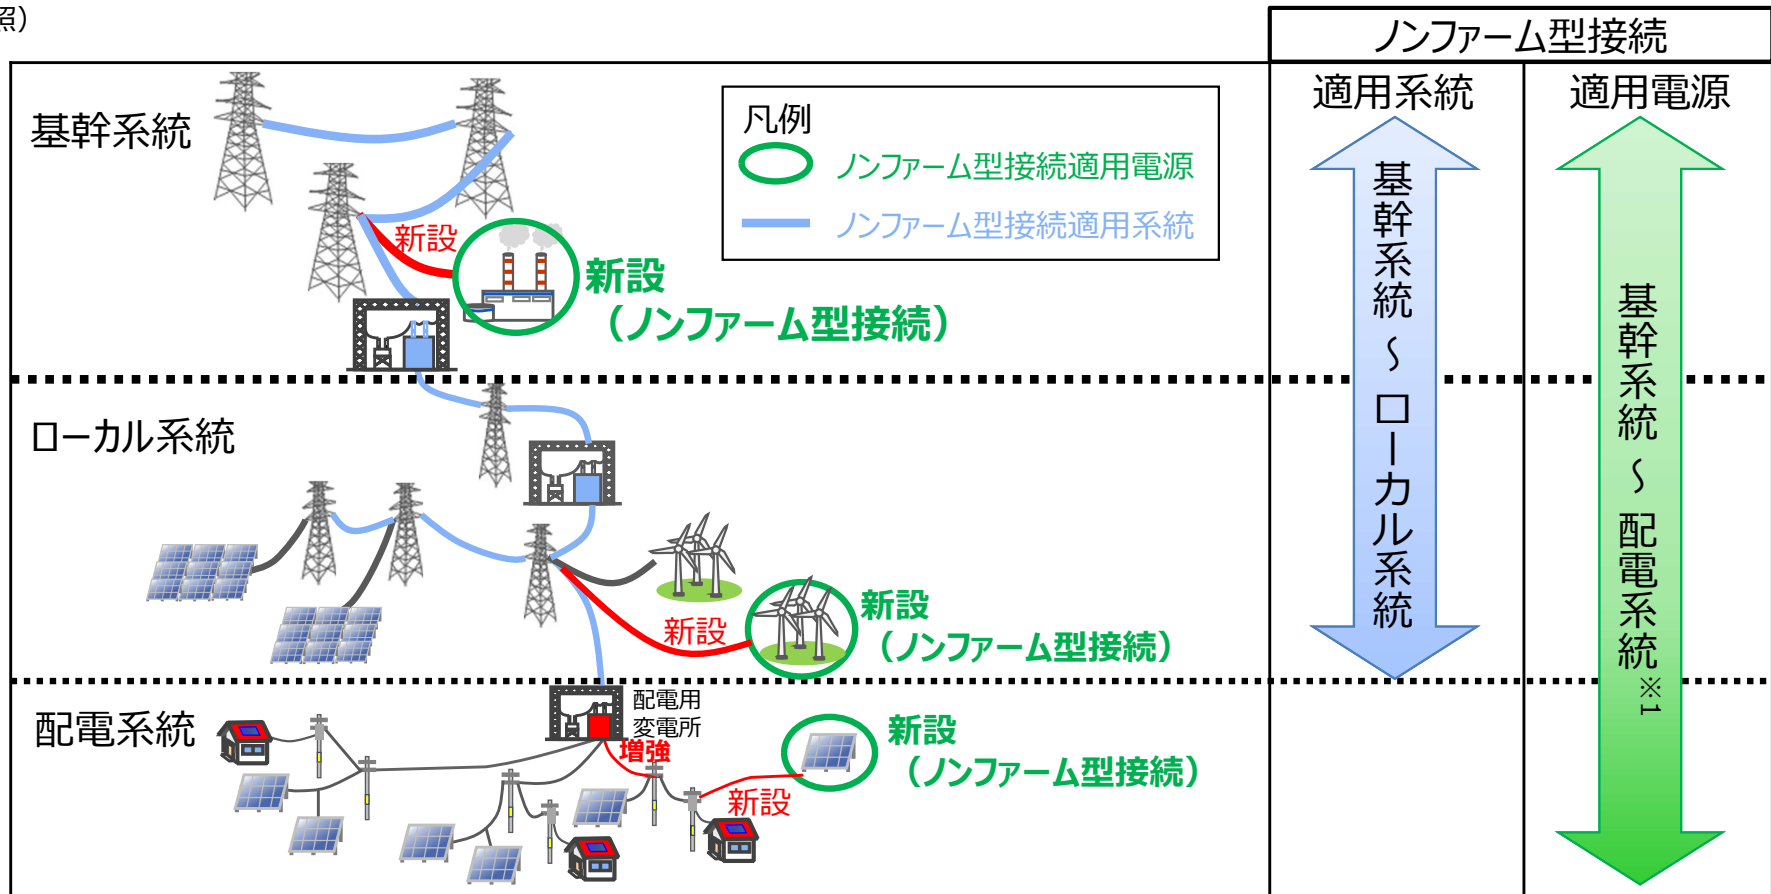 照）
ノンファーム型接続
適用系統
適用電源
基幹系統
凡例
ノンファーム型接続適用電源
ノンファーム型接続適用系統
新設
新設
（ノンファーム型接続）
ローカル系統
新設
新設
（ノンファーム型接続）
配電系統
配電用
変電所
増強
新設
新設
（ノンファーム型接続）
基幹系統～ローカル系統
基幹系統～配電系統※1